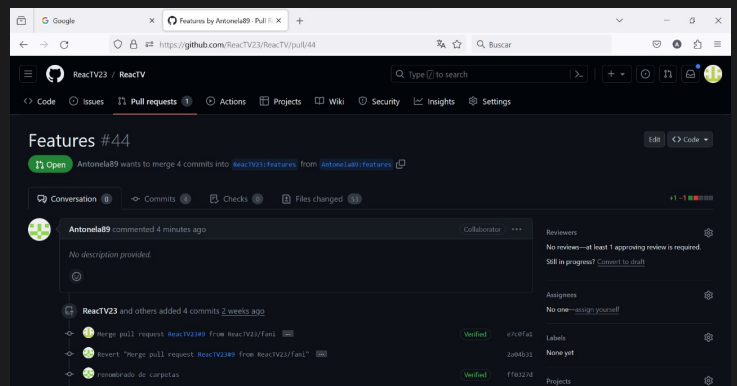 Google
Features by Antonela89 · Pull R
https://github.com/ReacTV23/ReacTV/pull/44
Buscar
ReacTV23 / ReacTV
Type / to search
Code
Issues
Pull requests 1
Actions
Projects
Wiki
Security
Insights
Settings
Features #44
Edit
<> Code
Open
Antonela89 wants to merge 4 commits into ReacTV23:features from Antonela89:features
Conversation 0
Commits 4
Checks 0
Files changed 53
+1 −1
Antonela89 commented 4 minutes ago
Collaborator
No description provided.
Reviewers
No reviews—at least 1 approving review is required.
Still in progress? Convert to draft
Assignees
No one—assign yourself
Labels
None yet
Projects
ReacTV23 and others added 4 commits 2 weeks ago
Merge pull request ReacTV23#9 from ReacTV23/fani
Verified
e7c0fa1
Revert "Merge pull request ReacTV23#9 from ReacTV23/fani"
2a04b31
renombrado de carpetas
Verified
ff0327d